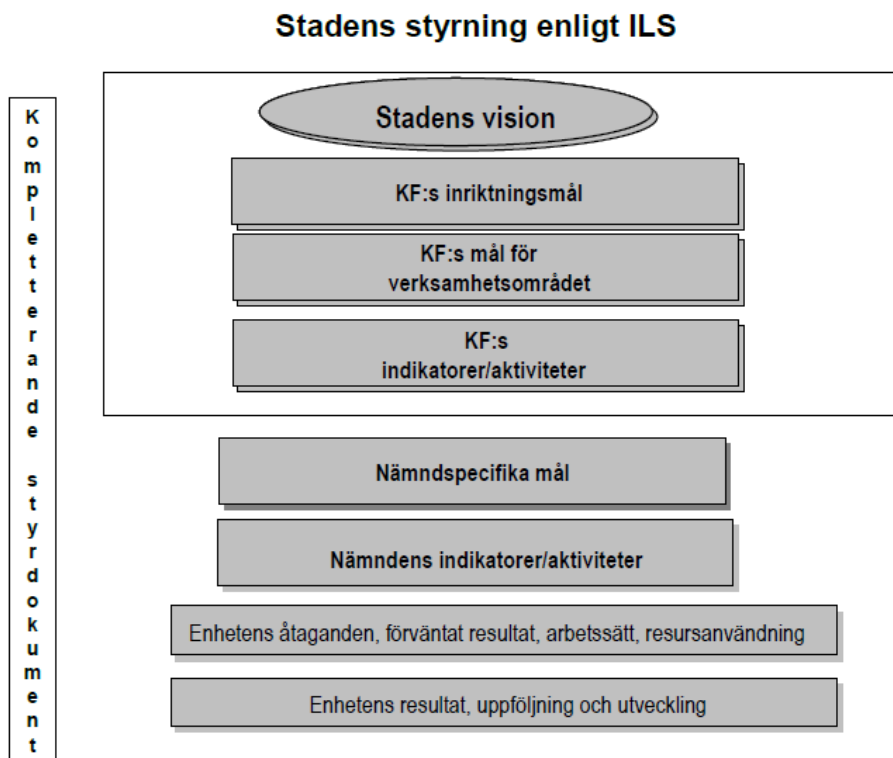 Stadens styrning enligt ILS
Kompletterande styrdokument
Stadens vision
KF:s inriktningsmål
KF:s mål för
verksamhetsområdet
KF:s
indikatorer/aktiviteter
Nämndspecifika mål
Nämndens indikatorer/aktiviteter
Enhetens åtaganden, förväntat resultat, arbetssätt, resursanvändning
Enhetens resultat, uppföljning och utveckling